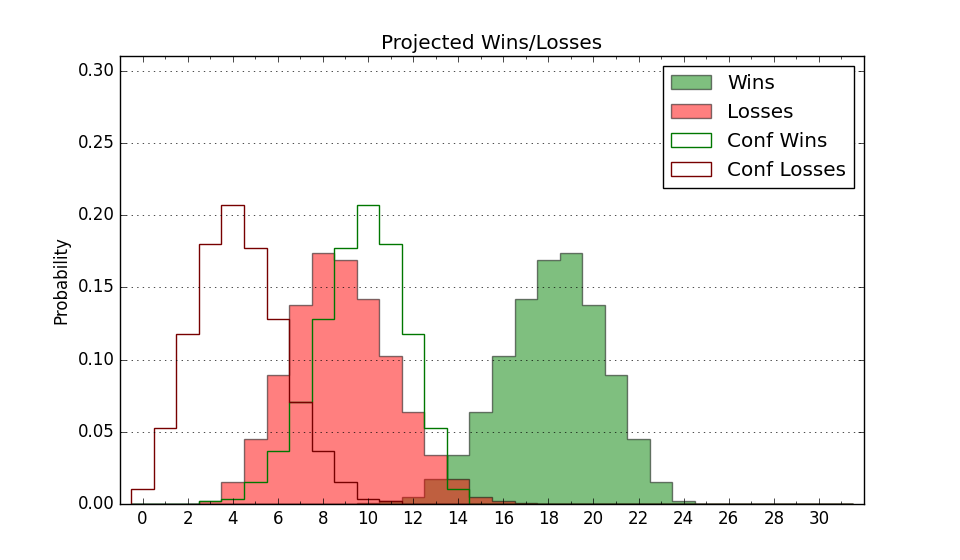 Projected Wins/Losses
0.30
0.25
0.20
0.15
0.10
0.05
0.00
Probability
Wins
Losses
Conf Wins
Conf Losses
0 2 4 6 8 10 12 14 16 18 20 22 24 26 28 30